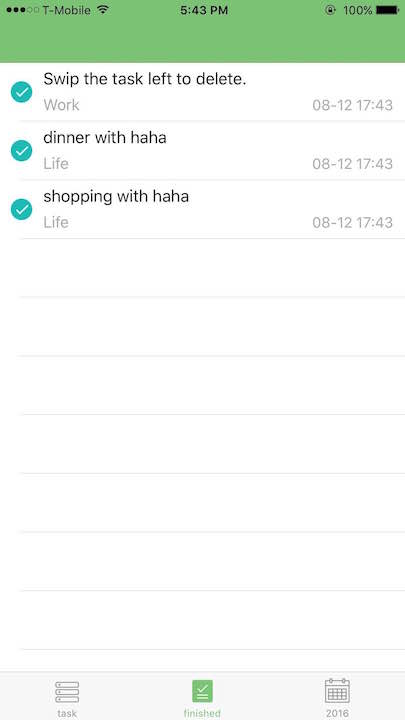 T-Mobile 5:43 PM 100%
Swip the task left to delete.
Work 08-12 17:43
dinner with haha
Life 08-12 17:43
shopping with haha
Life 08-12 17:43
task finished 2016